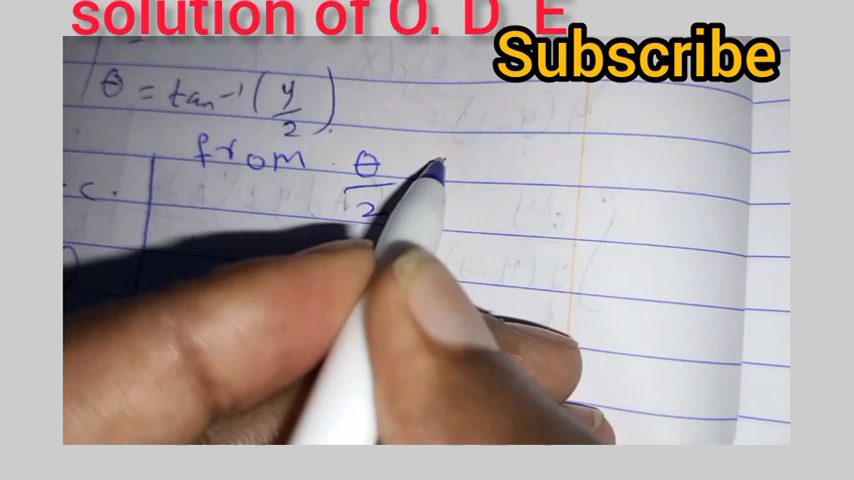 solution of O. D. E
Subscribe
θ = tan⁻¹ (y/2)
from θ/2
c.